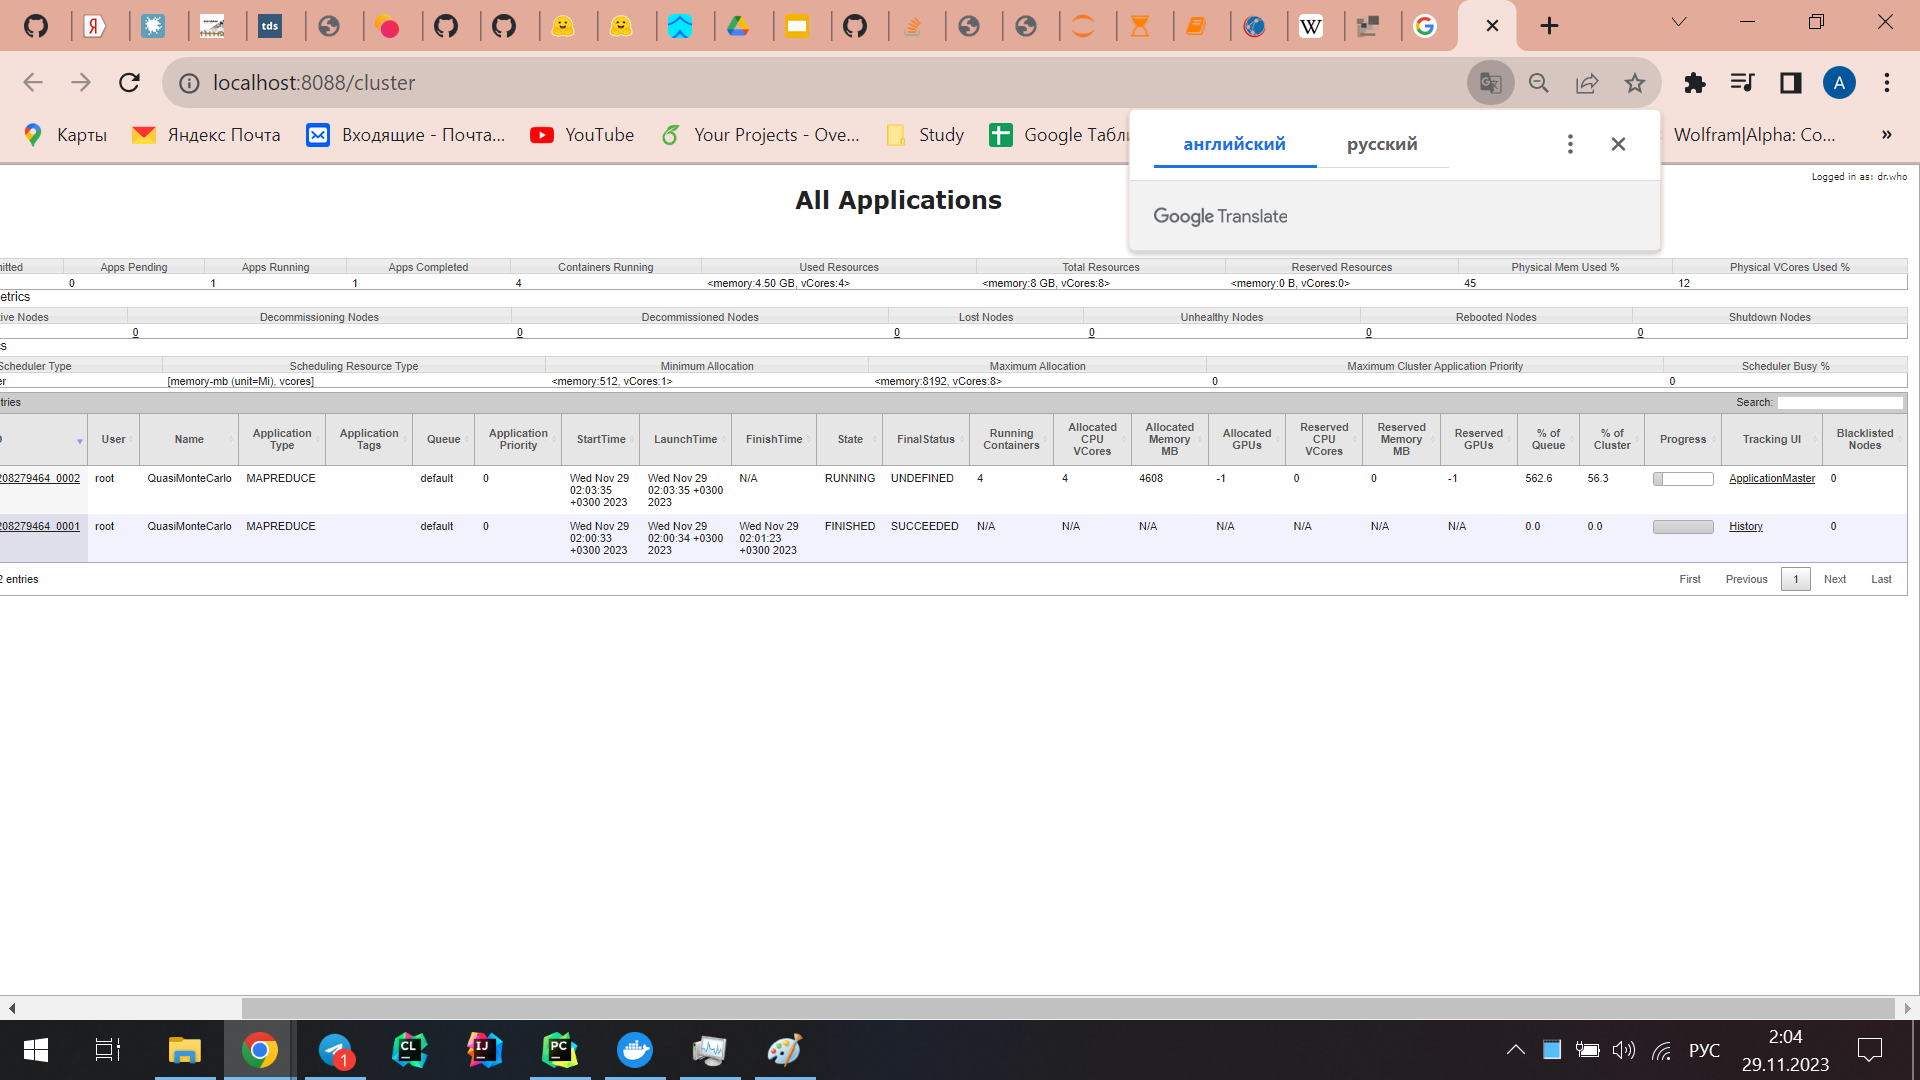 tds
localhost:8088/cluster
A
Карты
Яндекс Почта
Входящие - Почта...
YouTube
Your Projects - Ove...
Study
Google Табли
Wolfram|Alpha: Co...
»
английский
русский
Google Translate
Logged in as: dr.who
All Applications
itted Apps Pending Apps Running Apps Completed Containers Running Used Resources Total Resources Reserved Resources Physical Mem Used % Physical VCores Used %
0 1 1 4 <memory:4.50 GB, vCores:4> <memory:8 GB, vCores:8> <memory:0 B, vCores:0> 45 12
etrics
ive Nodes Decommissioning Nodes Decommissioned Nodes Lost Nodes Unhealthy Nodes Rebooted Nodes Shutdown Nodes
0 0 0 0 0 0
s
Scheduler Type Scheduling Resource Type Minimum Allocation Maximum Allocation Maximum Cluster Application Priority Scheduler Busy %
er [memory-mb (unit=Mi), vcores] <memory:512, vCores:1> <memory:8192, vCores:8> 0 0
tries Search:
User Name Application Type Application Tags Queue Application Priority StartTime LaunchTime FinishTime State FinalStatus Running Containers Allocated CPU VCores Allocated Memory MB Allocated GPUs Reserved CPU VCores Reserved Memory MB Reserved GPUs % of Queue % of Cluster Progress Tracking UI Blacklisted Nodes
208279464_0002 root QuasiMonteCarlo MAPREDUCE default 0 Wed Nov 29 02:03:35 +0300 2023 Wed Nov 29 02:03:35 +0300 2023 N/A RUNNING UNDEFINED 4 4 4608 -1 0 0 -1 562.6 56.3 ApplicationMaster 0
208279464_0001 root QuasiMonteCarlo MAPREDUCE default 0 Wed Nov 29 02:00:33 +0300 2023 Wed Nov 29 02:00:34 +0300 2023 Wed Nov 29 02:01:23 +0300 2023 FINISHED SUCCEEDED N/A N/A N/A N/A N/A N/A N/A 0.0 0.0 History 0
2 entries First Previous 1 Next Last
1
CL
IJ
PC
РУС
2:04
29.11.2023